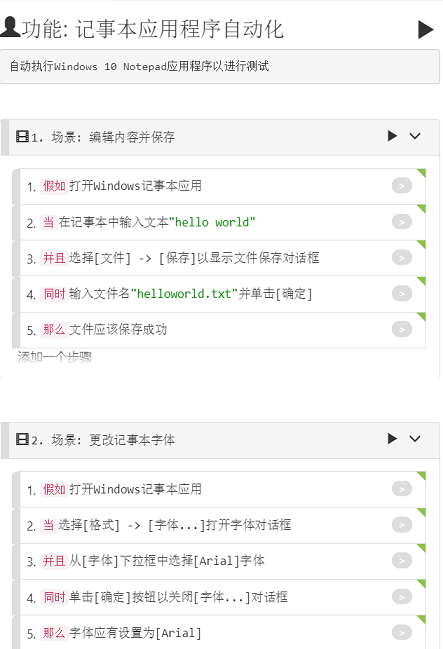 功能: 记事本应用程序自动化
自动执行Windows 10 Notepad应用程序以进行测试
1. 场景: 编辑内容并保存
1. 假如 打开Windows记事本应用
2. 当 在记事本中输入文本"hello world"
3. 并且 选择[文件] -> [保存]以显示文件保存对话框
4. 同时 输入文件名"helloworld.txt"并单击[确定]
5. 那么 文件应该保存成功
添加一个步骤
2. 场景: 更改记事本字体
1. 假如 打开Windows记事本应用
2. 当 选择[格式] -> [字体...]打开字体对话框
3. 并且 从[字体]下拉框中选择[Arial]字体
4. 同时 单击[确定]按钮以关闭[字体...]对话框
5. 那么 字体应有设置为[Arial]